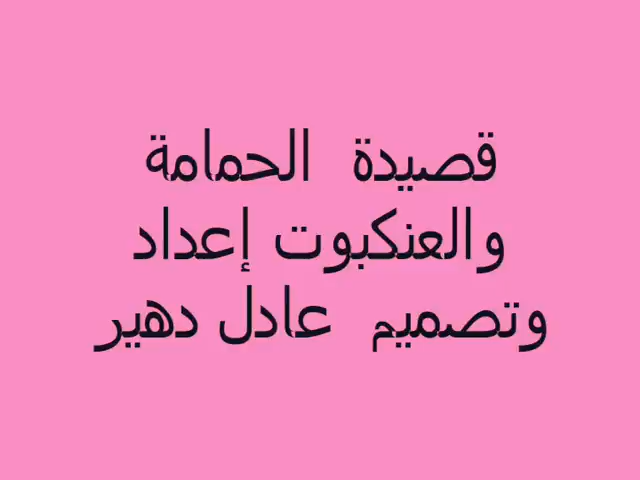 قصيدة الحمامة
والعنكبوت إعداد
وتصميم عادل دهير